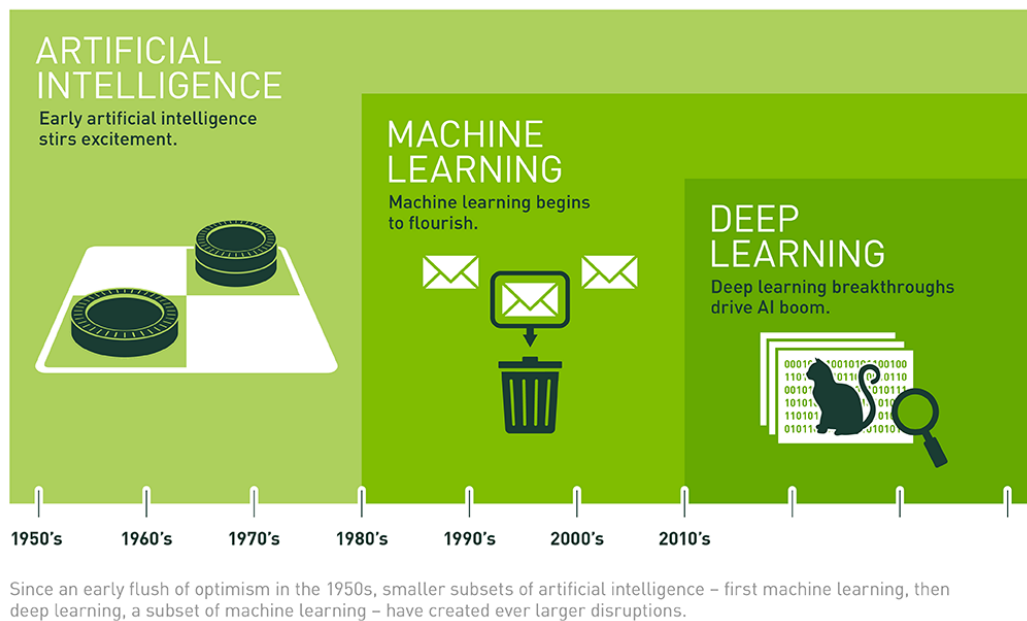 ARTIFICIAL
INTELLIGENCE
Early artificial intelligence
stirs excitement.
MACHINE
LEARNING
Machine learning begins
to flourish.
DEEP
LEARNING
Deep learning breakthroughs
drive AI boom.
1950's 1960's 1970's 1980's 1990's 2000's 2010's
Since an early flush of optimism in the 1950s, smaller subsets of artificial intelligence – first machine learning, then
deep learning, a subset of machine learning – have created ever larger disruptions.